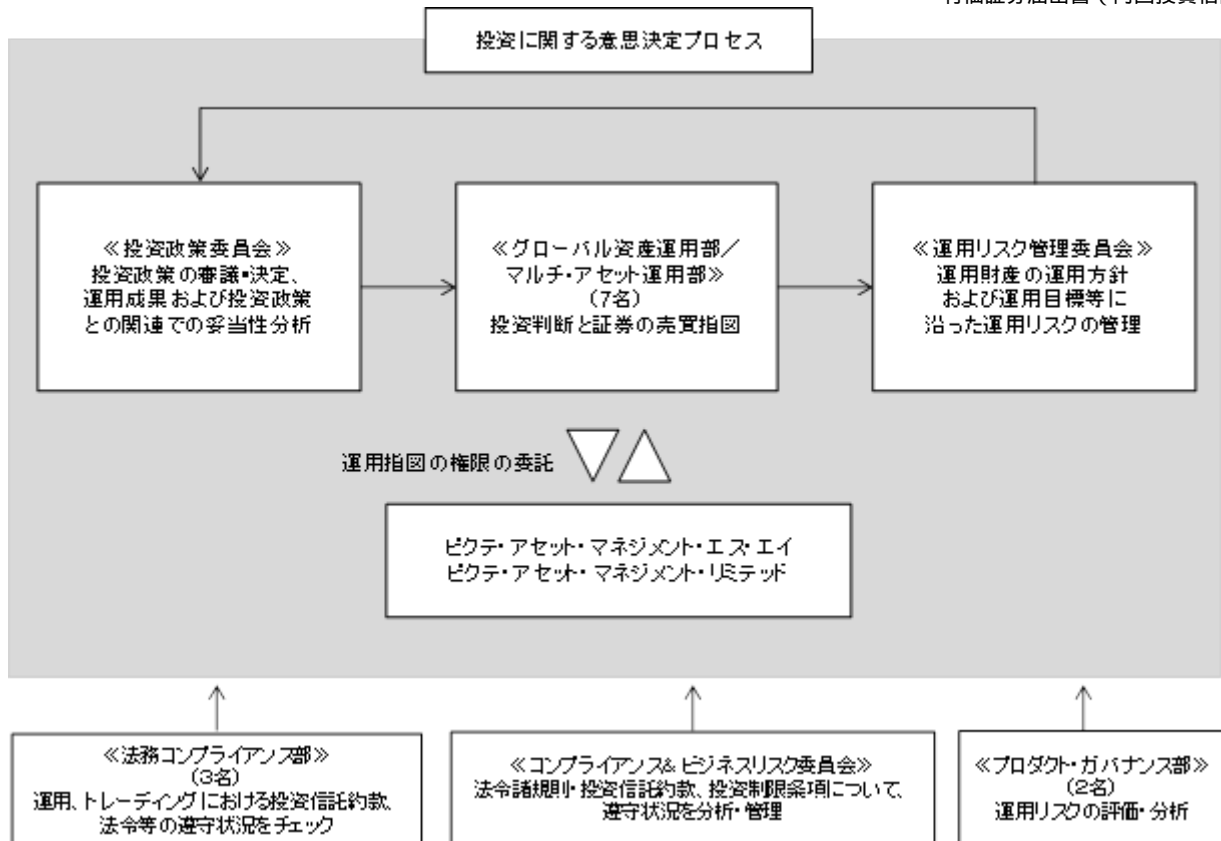 投資に関する意思決定プロセス
≪投資政策委員会≫
投資政策の審議・決定、
運用成果および投資政策
との関連での妥当性分析
≪グローバル資産運用部／
マルチ・アセット運用部≫
(7名)
投資判断と証券の売買指図
≪運用リスク管理委員会≫
運用財産の運用方針
および運用目標等に
沿った運用リスクの管理
運用指図の権限の委託
ピクテ・アセット・マネジメント・エス・エイ
ピクテ・アセット・マネジメント・リミテッド
≪法務コンプライアンス部≫
(3名)
運用、トレーディングにおける投資信託約款、
法令等の遵守状況をチェック
≪コンプライアンス&ビジネスリスク委員会≫
法令諸規則・投資信託約款、投資制限条項について、
遵守状況を分析・管理
≪プロダクト・ガバナンス部≫
(2名)
運用リスクの評価・分析